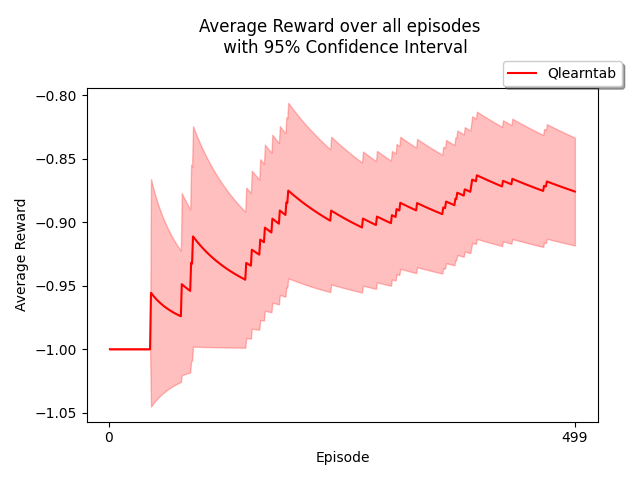 Average Reward over all episodes
with 95% Confidence Interval
Qlearntab
−0.80
−0.85
−0.90
−0.95
−1.00
−1.05
Average Reward
0
499
Episode